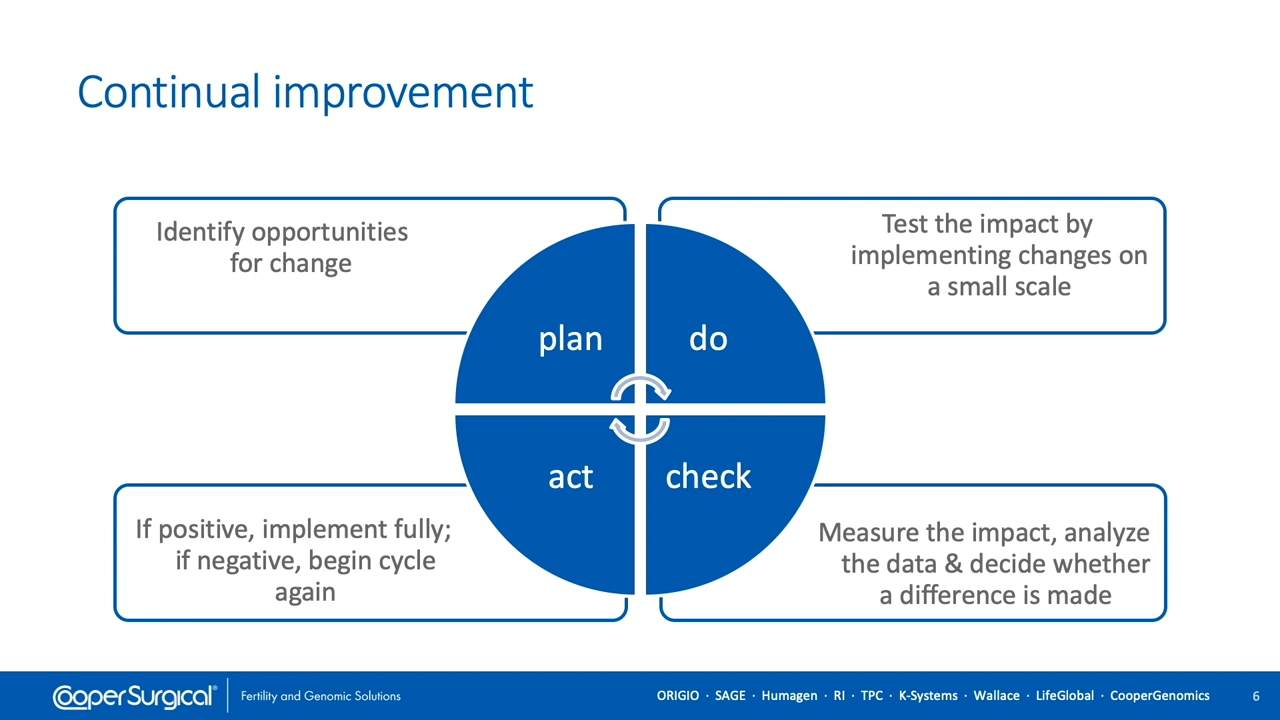 Continual improvement
Identify opportunities
for change
Test the impact by
implementing changes on
a small scale
plan
do
act
check
If positive, implement fully;
if negative, begin cycle
again
Measure the impact, analyze
the data & decide whether
a difference is made
CooperSurgical® Fertility and Genomic Solutions
ORIGIO · SAGE · Humagen · RI · TPC · K-Systems · Wallace · LifeGlobal · CooperGenomics 6